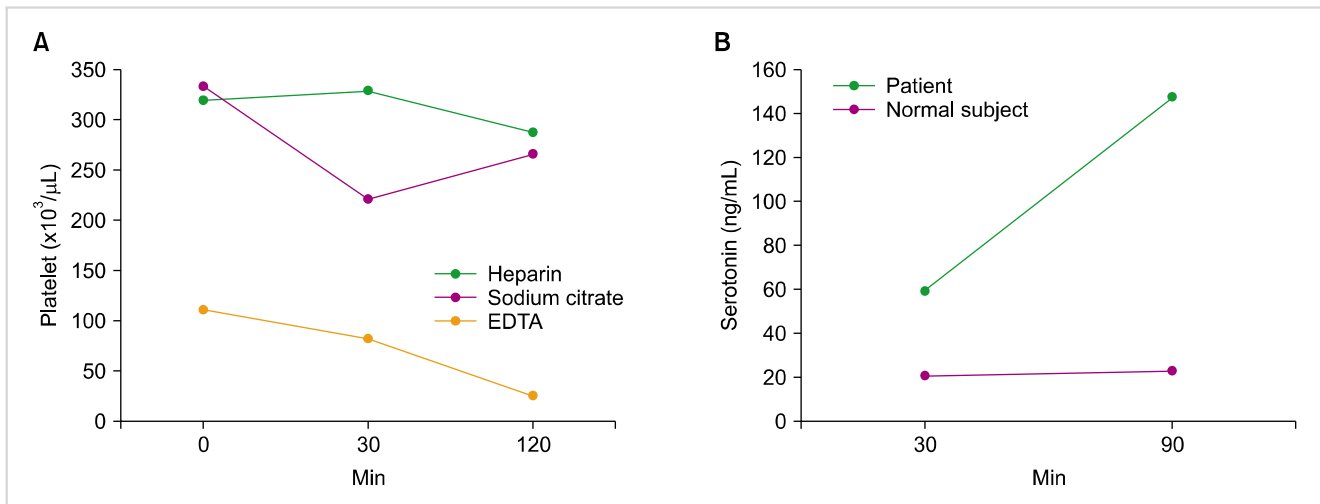 A
350
300
250
200
150
100
50
0
Platelet (x10³/μL)
Heparin
Sodium citrate
EDTA
0 30 120
Min
B
160
140
120
100
80
60
40
20
0
Serotonin (ng/mL)
Patient
Normal subject
30 90
Min